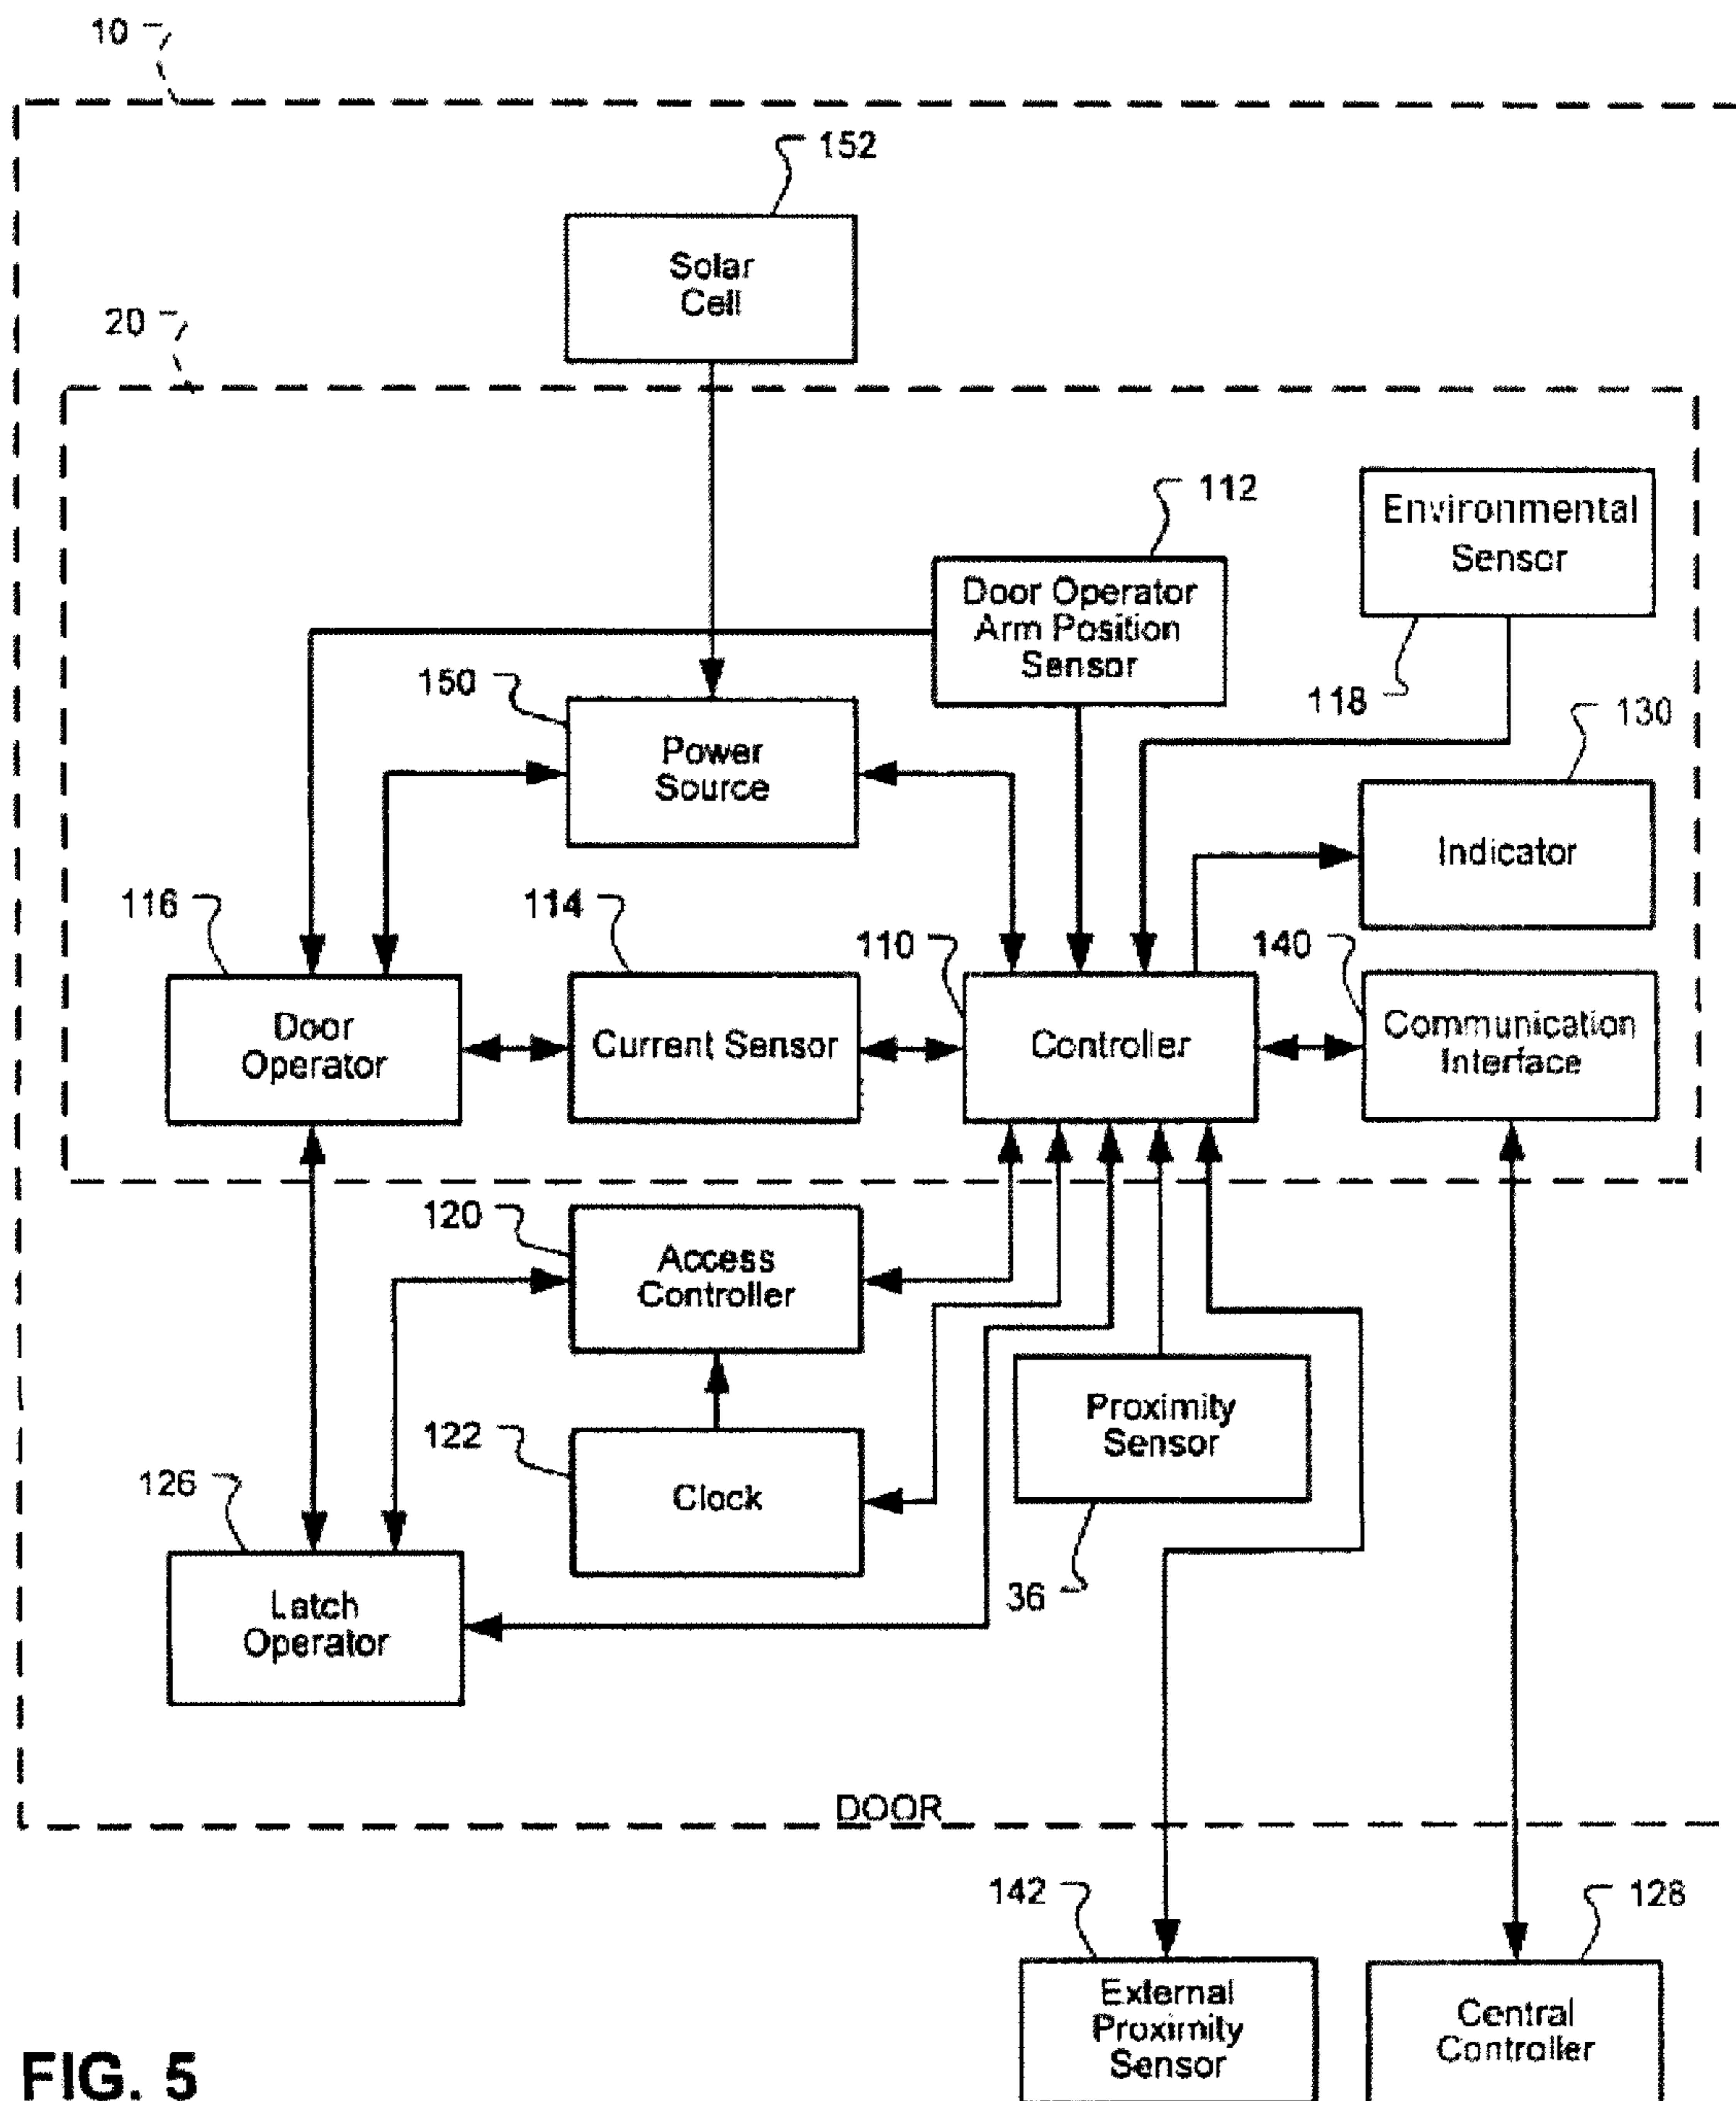 10
152
Solar
Cell
20
112
Environmental
Sensor
Door Operator
Arm Position
Sensor
150
118
130
Power
Source
Indicator
116
114
110
140
Door
Operator
Current Sensor
Controller
Communication
Interface
120
Access
Controller
122
Proximity
Sensor
126
Clock
36
Latch
Operator
DOOR
142
128
External
Proximity
Sensor
Central
Controller
FIG. 5